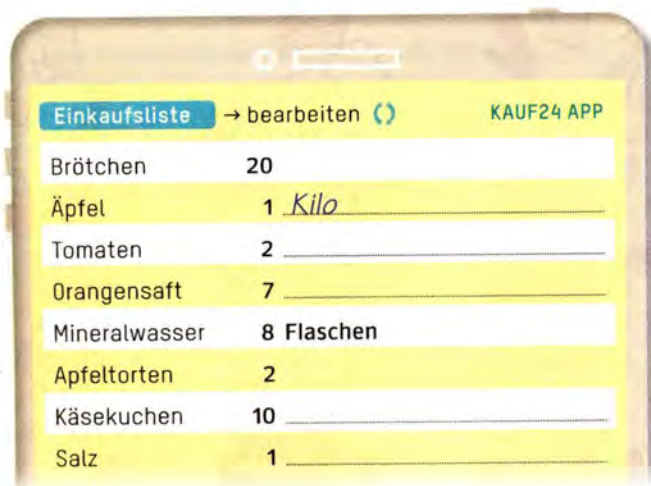 Einkaufsliste → bearbeiten KAUF24 APP
Brötchen 20
Äpfel 1 Kilo
Tomaten 2
Orangensaft 7
Mineralwasser 8 Flaschen
Apfeltorten 2
Käsekuchen 10
Salz 1